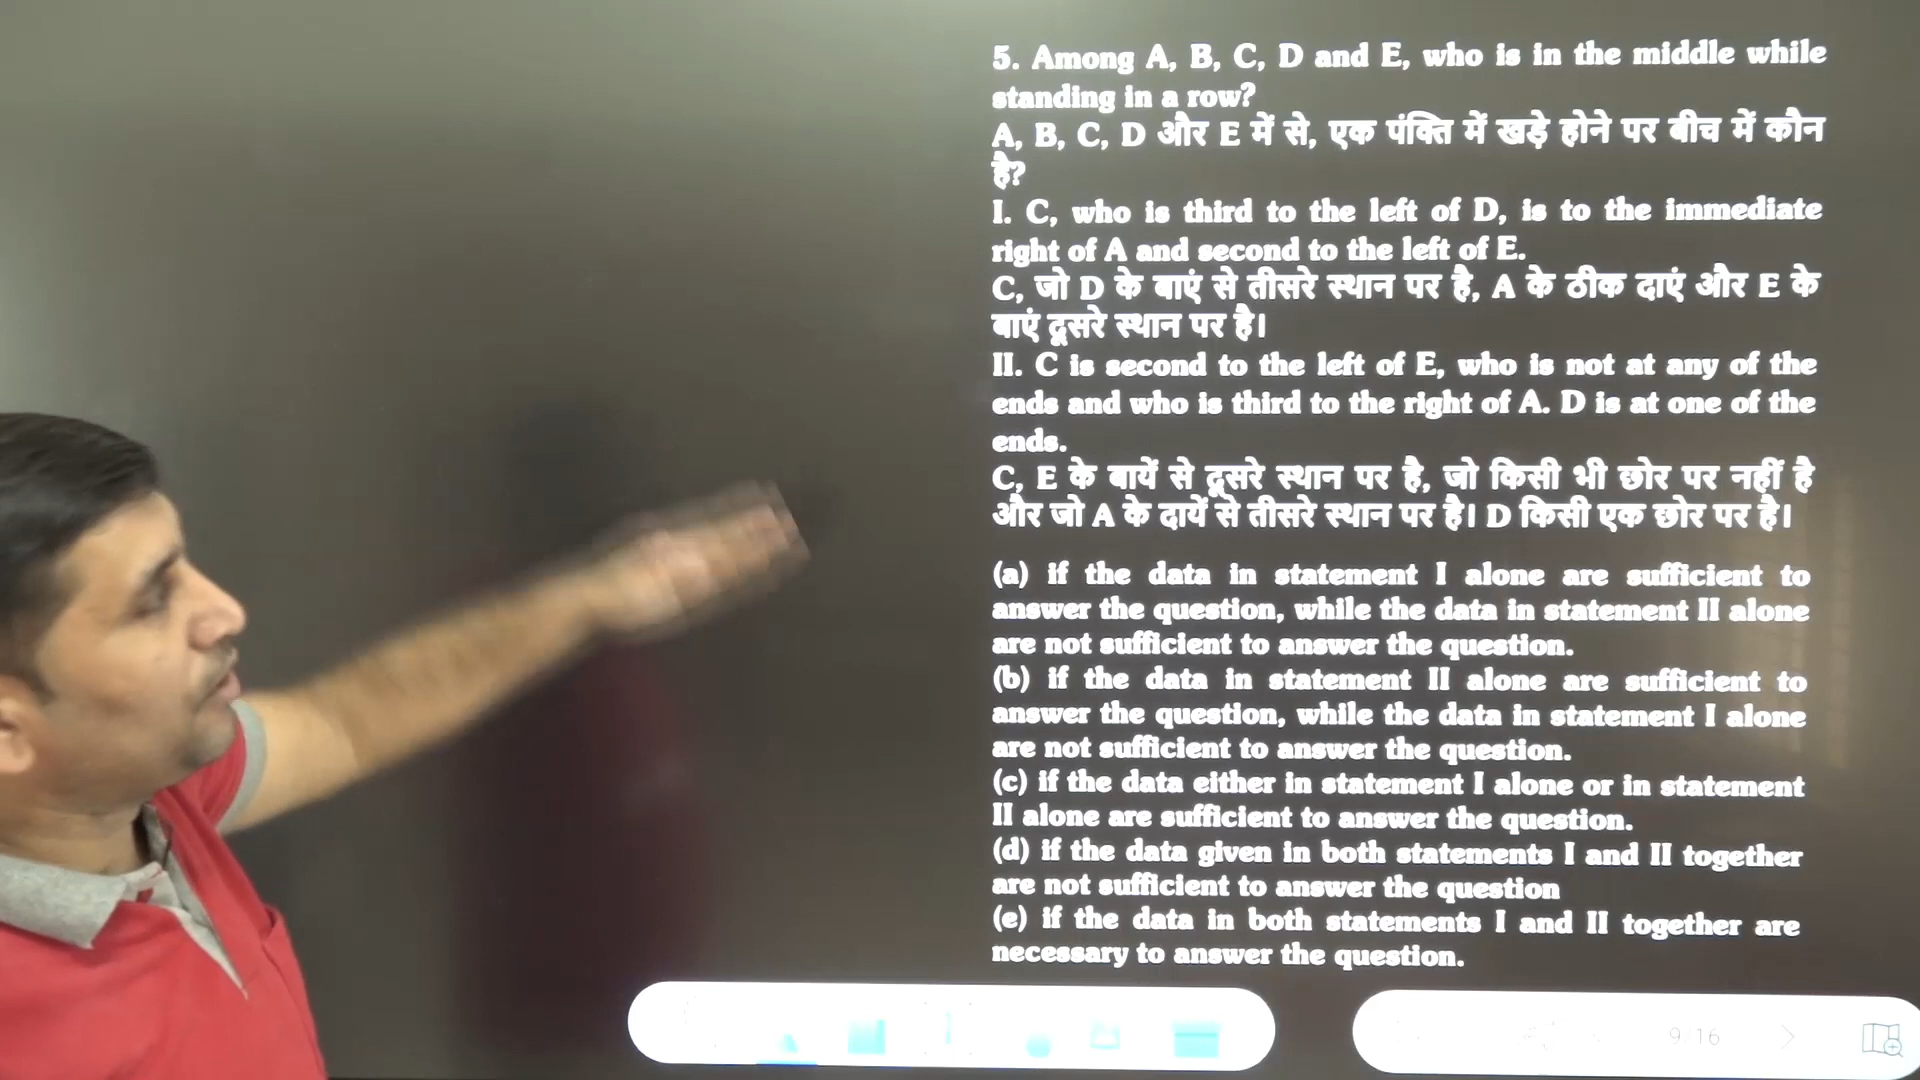 5. Among A, B, C, D and E, who is in the middle while
standing in a row?
A, B, C, D और E में से, एक पंक्ति में खड़े होने पर बीच में कौन
है?
I. C, who is third to the left of D, is to the immediate
right of A and second to the left of E.
C, जो D के बाएं से तीसरे स्थान पर है, A के ठीक दाएं और E के
बाएं दूसरे स्थान पर है।
II. C is second to the left of E, who is not at any of the
ends and who is third to the right of A. D is at one of the
ends.
C, E के बायें से दूसरे स्थान पर है, जो किसी भी छोर पर नहीं है
और जो A के दायें से तीसरे स्थान पर है। D किसी एक छोर पर है।
(a) if the data in statement I alone are sufficient to
answer the question, while the data in statement II alone
are not sufficient to answer the question.
(b) if the data in statement II alone are sufficient to
answer the question, while the data in statement I alone
are not sufficient to answer the question.
(c) if the data either in statement I alone or in statement
II alone are sufficient to answer the question.
(d) if the data given in both statements I and II together
are not sufficient to answer the question
(e) if the data in both statements I and II together are
necessary to answer the question.
9/16